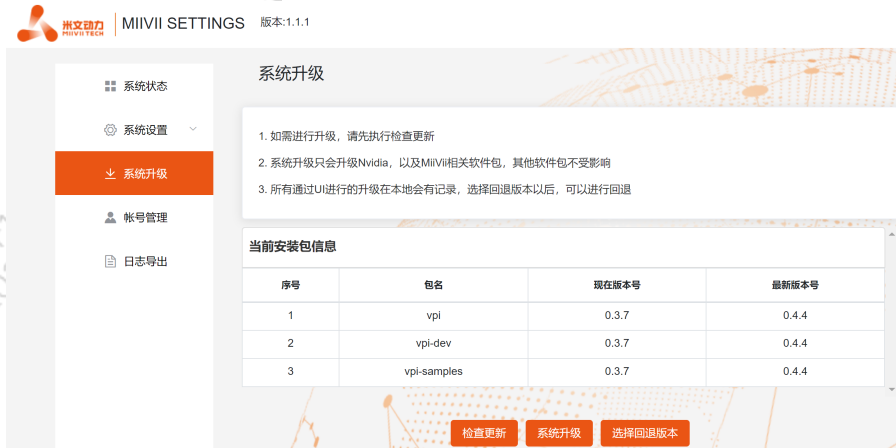 米文动力
MIIVII TECH
MIIVII SETTINGS
版本:1.1.1
系统状态
系统设置
系统升级
帐号管理
日志导出
系统升级
1. 如需进行升级，请先执行检查更新
2. 系统升级只会升级Nvidia，以及MiiVii相关软件包，其他软件包不受影响
3. 所有通过UI进行的升级在本地会有记录，选择回退版本以后，可以进行回退
当前安装包信息
序号 包名 现在版本号 最新版本号
1 vpi 0.3.7 0.4.4
2 vpi-dev 0.3.7 0.4.4
3 vpi-samples 0.3.7 0.4.4
检查更新 系统升级 选择回退版本